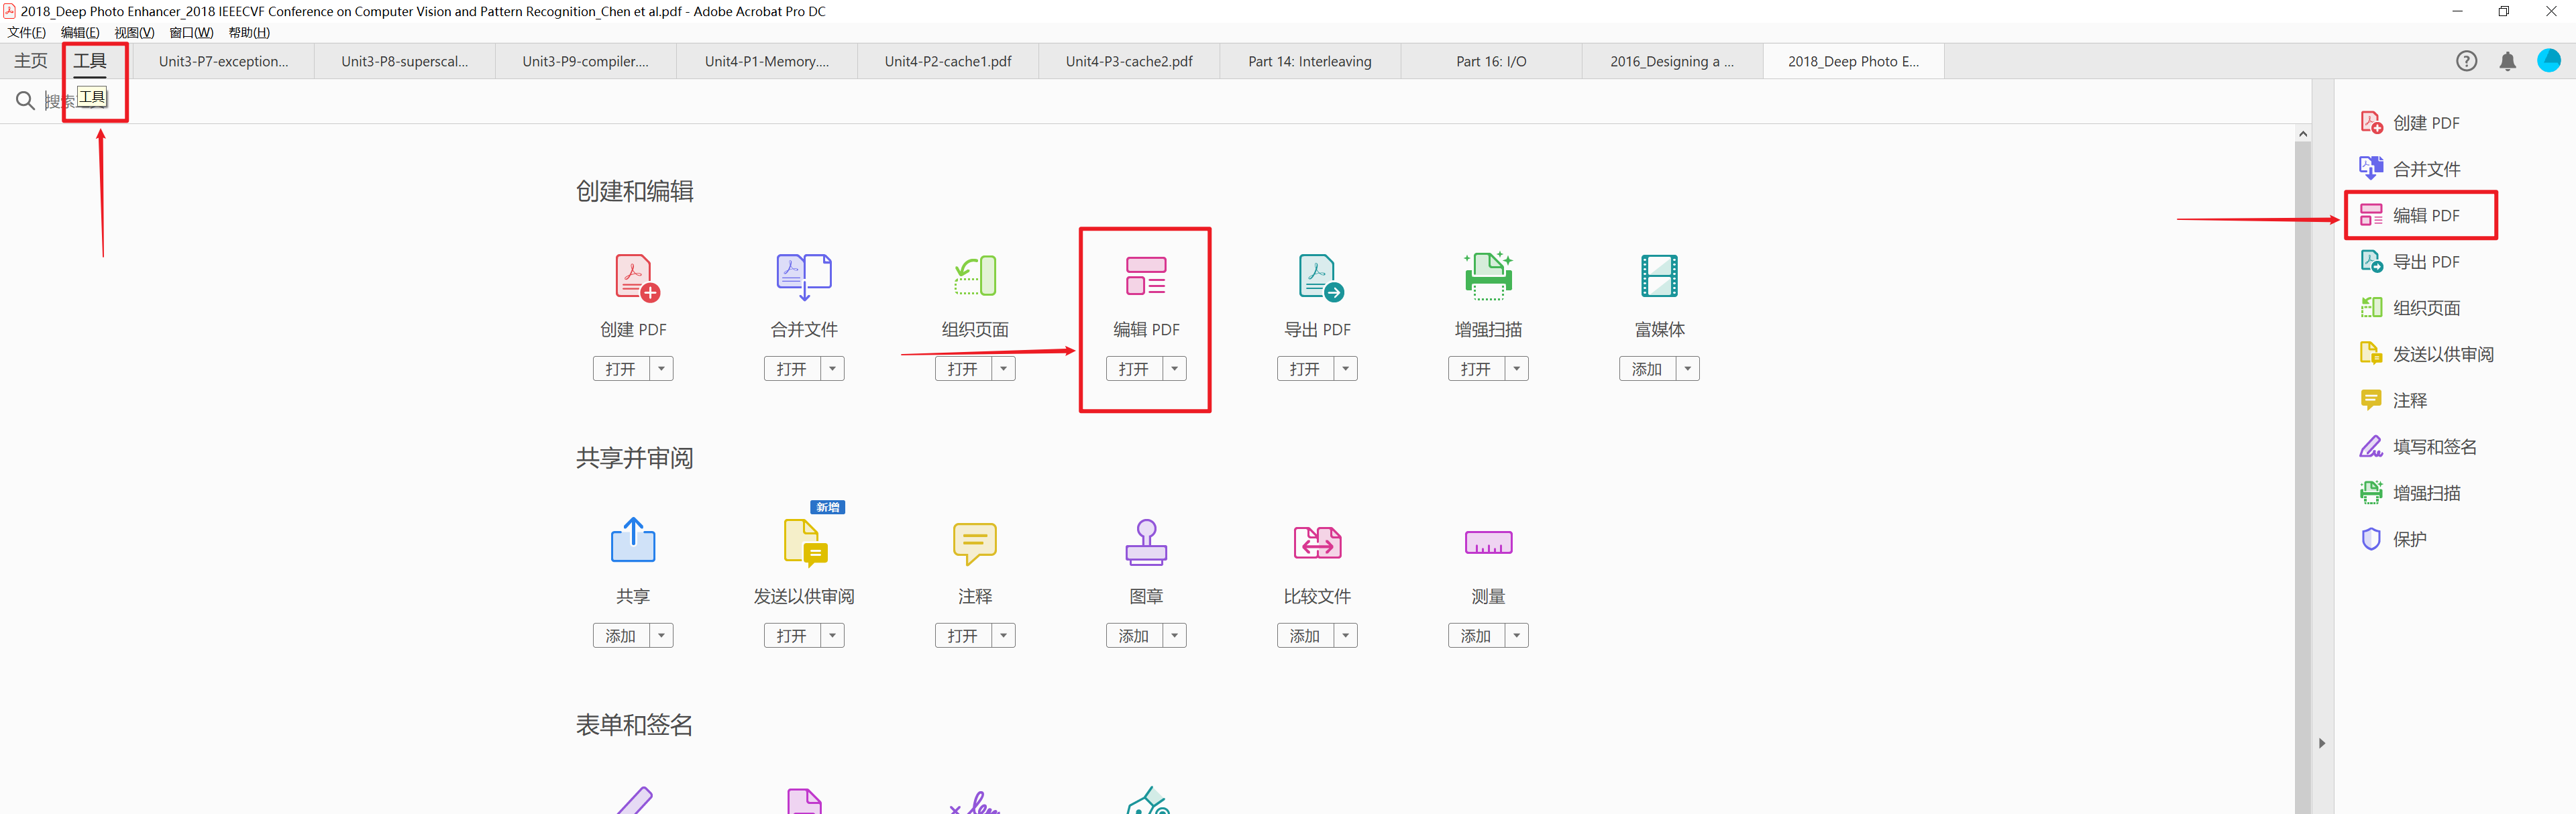 2018_Deep Photo Enhancer_2018 IEEECVF Conference on Computer Vision and Pattern Recognition_Chen et al.pdf - Adobe Acrobat Pro DC
文件(F) 编辑(E) 视图(V) 窗口(W) 帮助(H)
主页 工具 Unit3-P7-exception... Unit3-P8-superscal... Unit3-P9-compiler.... Unit4-P1-Memory.... Unit4-P2-cache1.pdf Unit4-P3-cache2.pdf Part 14: Interleaving Part 16: I/O 2016_Designing a ... 2018_Deep Photo E...
搜索 工具
创建和编辑
创建 PDF 合并文件 组织页面 编辑 PDF 导出 PDF 增强扫描 富媒体
打开 打开 打开 打开 打开 打开 添加
共享并审阅
新增
共享 发送以供审阅 注释 图章 比较文件 测量
添加 打开 打开 添加 添加 添加
表单和签名
创建 PDF
合并文件
编辑 PDF
导出 PDF
组织页面
发送以供审阅
注释
填写和签名
增强扫描
保护